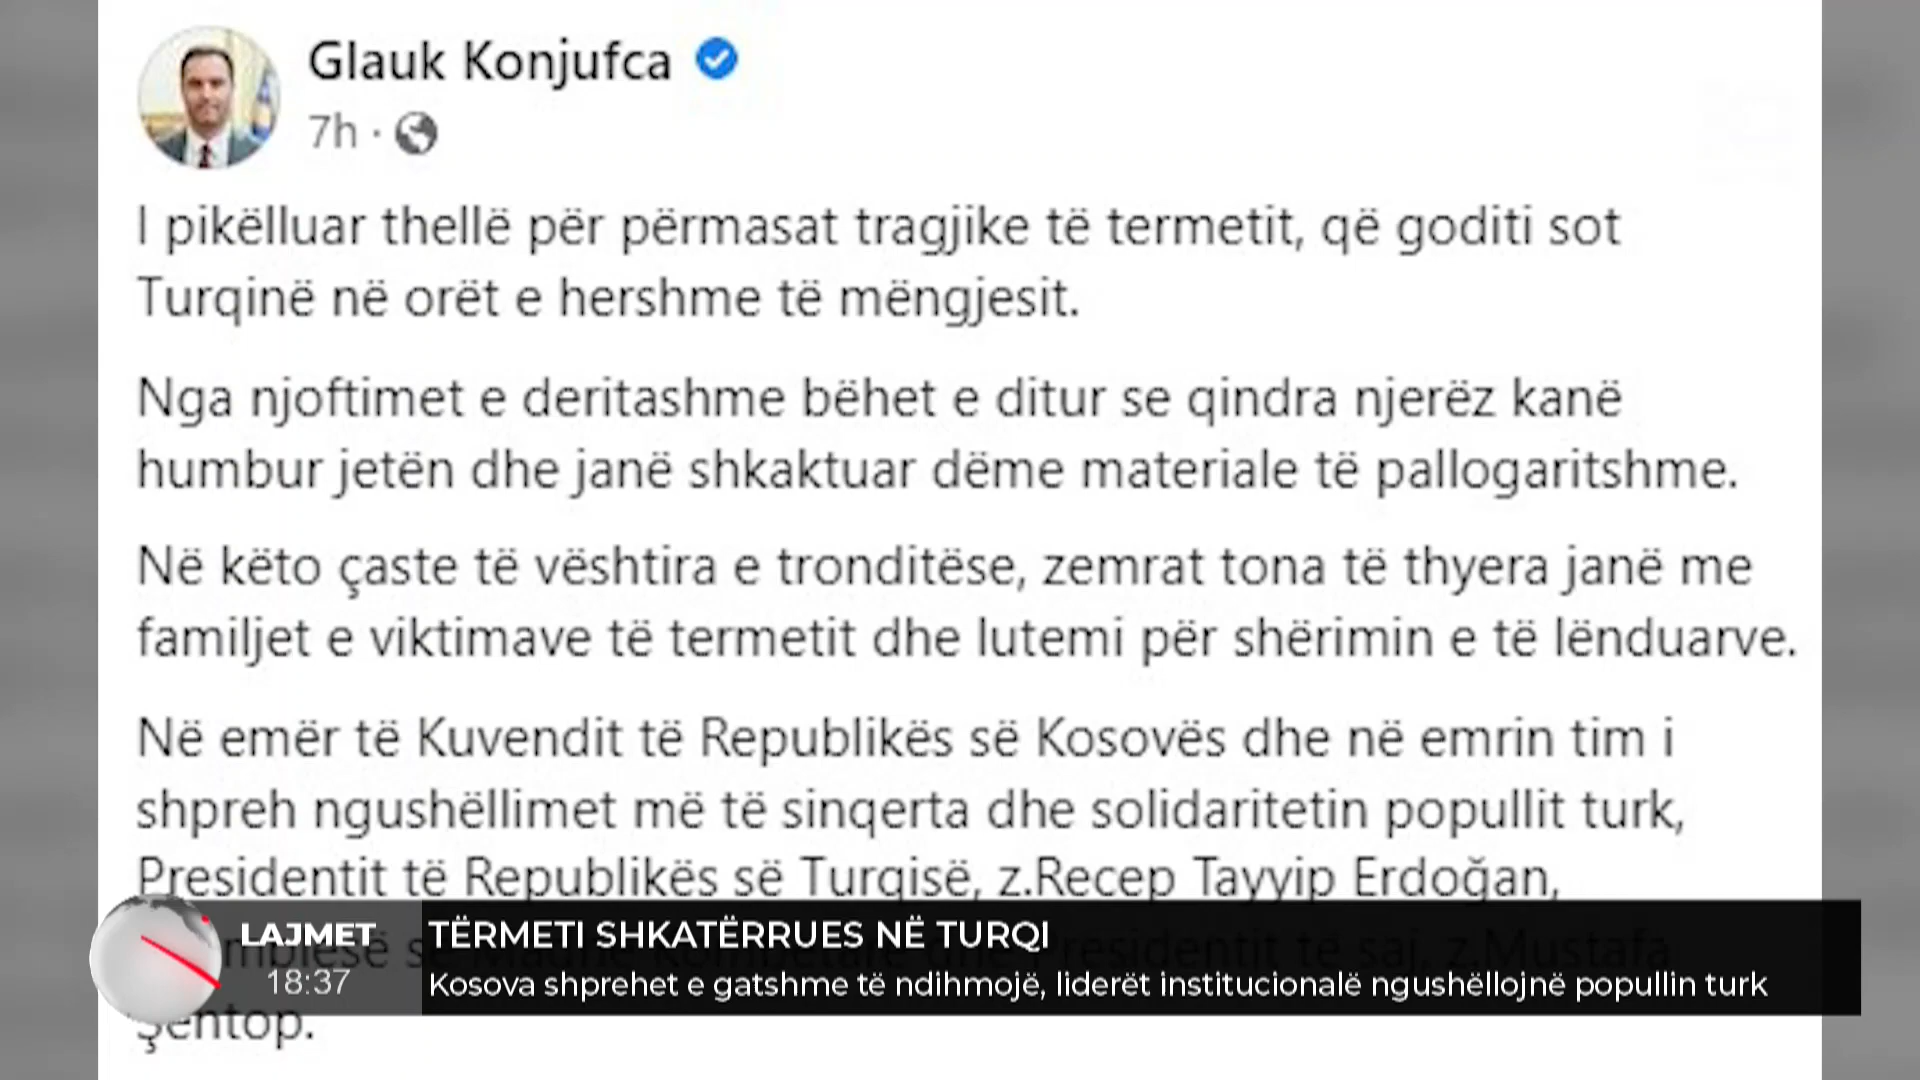 Glauk Konjufca
7h ·
I pikëlluar thellë për përmasat tragjike të termetit, që goditi sot
Turqinë në orët e hershme të mëngjesit.
Nga njoftimet e deritashme bëhet e ditur se qindra njerëz kanë
humbur jetën dhe janë shkaktuar dëme materiale të pallogaritshme.
Në këto çaste të vështira e tronditëse, zemrat tona të thyera janë me
familjet e viktimave të termetit dhe lutemi për shërimin e të lënduarve.
Në emër të Kuvendit të Republikës së Kosovës dhe në emrin tim i
shpreh ngushëllimet më të sinqerta dhe solidaritetin popullit turk,
Presidentit të Republikës së Turqisë, z.Recep Tayyip Erdoğan,
Presidentit të saj, z.Mustafa
Şentop.
LAJMET
18:37
TËRMETI SHKATËRRUES NË TURQI
Kosova shprehet e gatshme të ndihmojë, liderët institucionalë ngushëllojnë popullin turk